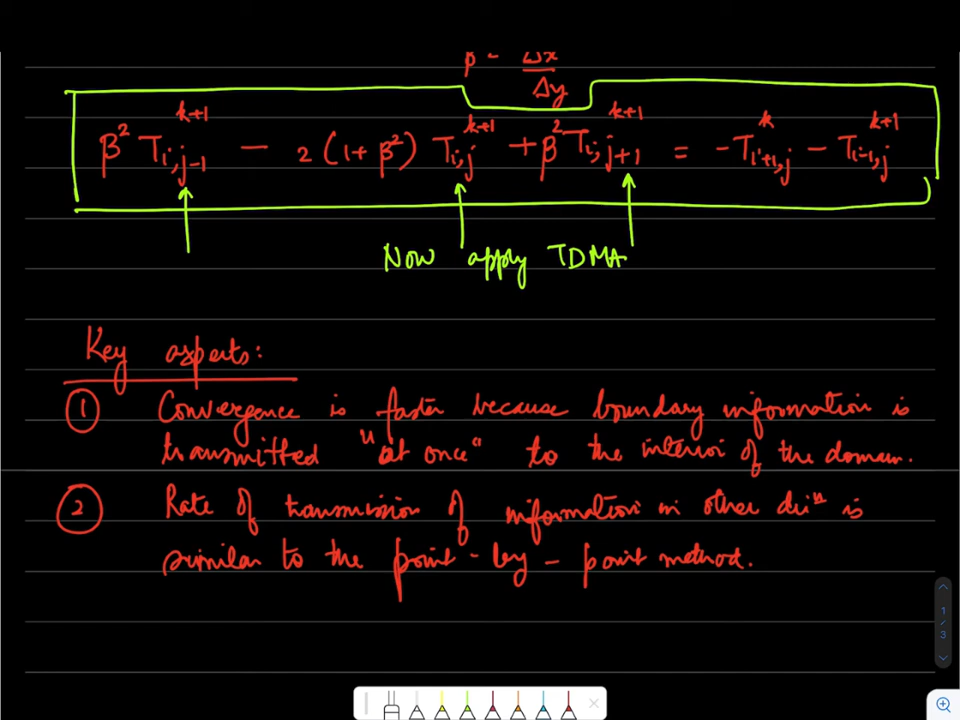 β = Δx / Δy
β² T_{i,j-1}^{k+1} - 2(1+β²) T_{i,j}^{k+1} + β² T_{i,j+1}^{k+1} = -T_{i+1,j}^{k} - T_{i-1,j}^{k+1}
Now apply TDMA
Key aspects:
① Convergence is faster because boundary information is
transmitted "at once" to the interior of the domain.
② Rate of transmission of information in other dirⁿ is
similar to the point-by-point method.
1
/
3